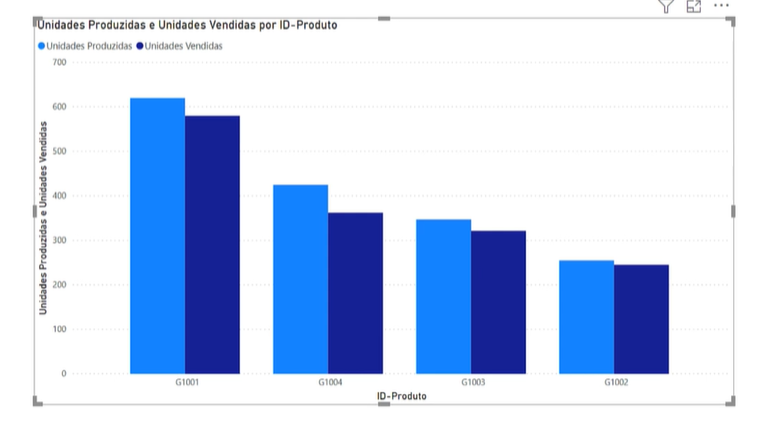 Unidades Produzidas e Unidades Vendidas por ID-Produto
Unidades Produzidas Unidades Vendidas
700
600
500
400
300
200
100
0
Unidades Produzidas e Unidades Vendidas
G1001 G1004 G1003 G1002
ID-Produto